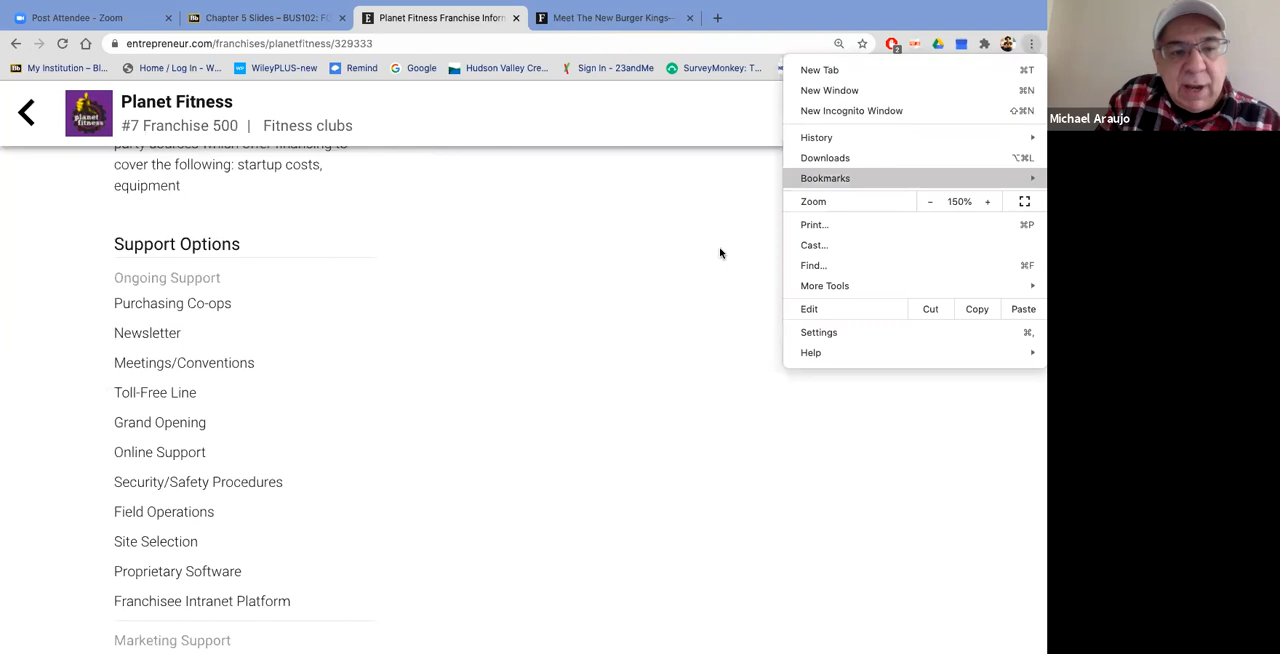 Post Attendee - Zoom
Chapter 5 Slides – BUS102: FO
Planet Fitness Franchise Inform
Meet The New Burger Kings--
entrepreneur.com/franchises/planetfitness/329333
2
My Institution – Bl...
Home / Log In - W...
WileyPLUS-new
Remind
Google
Hudson Valley Cre...
Sign In - 23andMe
SurveyMonkey: T...
Planet Fitness
#7 Franchise 500 | Fitness clubs
planet fitness
party sources which offer financing to
cover the following: startup costs,
equipment
Support Options
Ongoing Support
Purchasing Co-ops
Newsletter
Meetings/Conventions
Toll-Free Line
Grand Opening
Online Support
Security/Safety Procedures
Field Operations
Site Selection
Proprietary Software
Franchisee Intranet Platform
Marketing Support
New Tab ⌘T
New Window ⌘N
New Incognito Window ⇧⌘N
History
Downloads ⌥⌘L
Bookmarks
Zoom - 150% +
Print... ⌘P
Cast...
Find... ⌘F
More Tools
Edit Cut Copy Paste
Settings ⌘,
Help
Michael Araujo